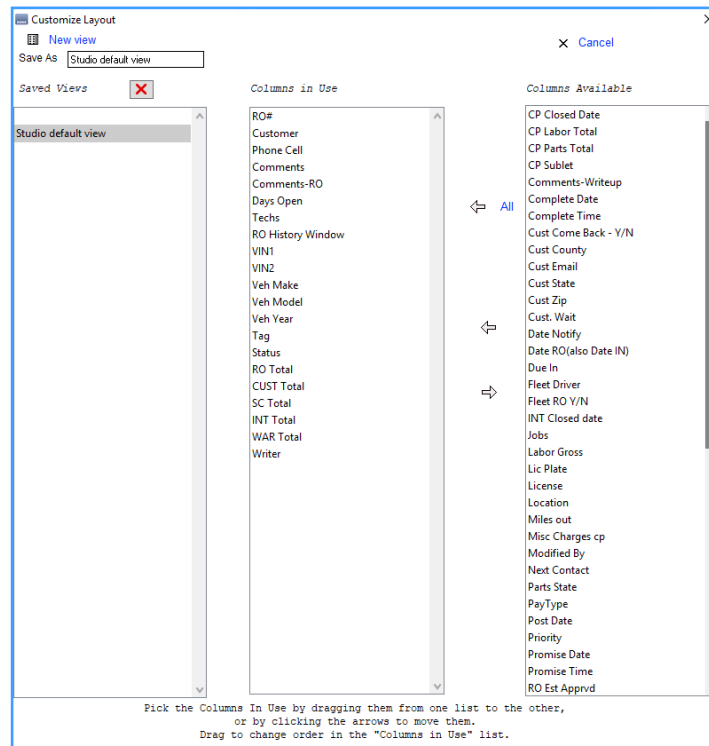 Customize Layout
New view
Cancel
Save As Studio default view
Saved Views
Studio default view
Columns in Use
RO#
Customer
Phone Cell
Comments
Comments-RO
Days Open
Techs
RO History Window
VIN1
VIN2
Veh Make
Veh Model
Veh Year
Tag
Status
RO Total
CUST Total
SC Total
INT Total
WAR Total
Writer
All
Columns Available
CP Closed Date
CP Labor Total
CP Parts Total
CP Sublet
Comments-Writeup
Complete Date
Complete Time
Cust Come Back - Y/N
Cust County
Cust Email
Cust State
Cust Zip
Cust. Wait
Date Notify
Date RO(also Date IN)
Due In
Fleet Driver
Fleet RO Y/N
INT Closed date
Jobs
Labor Gross
Lic Plate
License
Location
Miles out
Misc Charges cp
Modified By
Next Contact
Parts State
PayType
Post Date
Priority
Promise Date
Promise Time
RO Est Apprvd
Pick the Columns In Use by dragging them from one list to the other,
or by clicking the arrows to move them.
Drag to change order in the "Columns in Use" list.